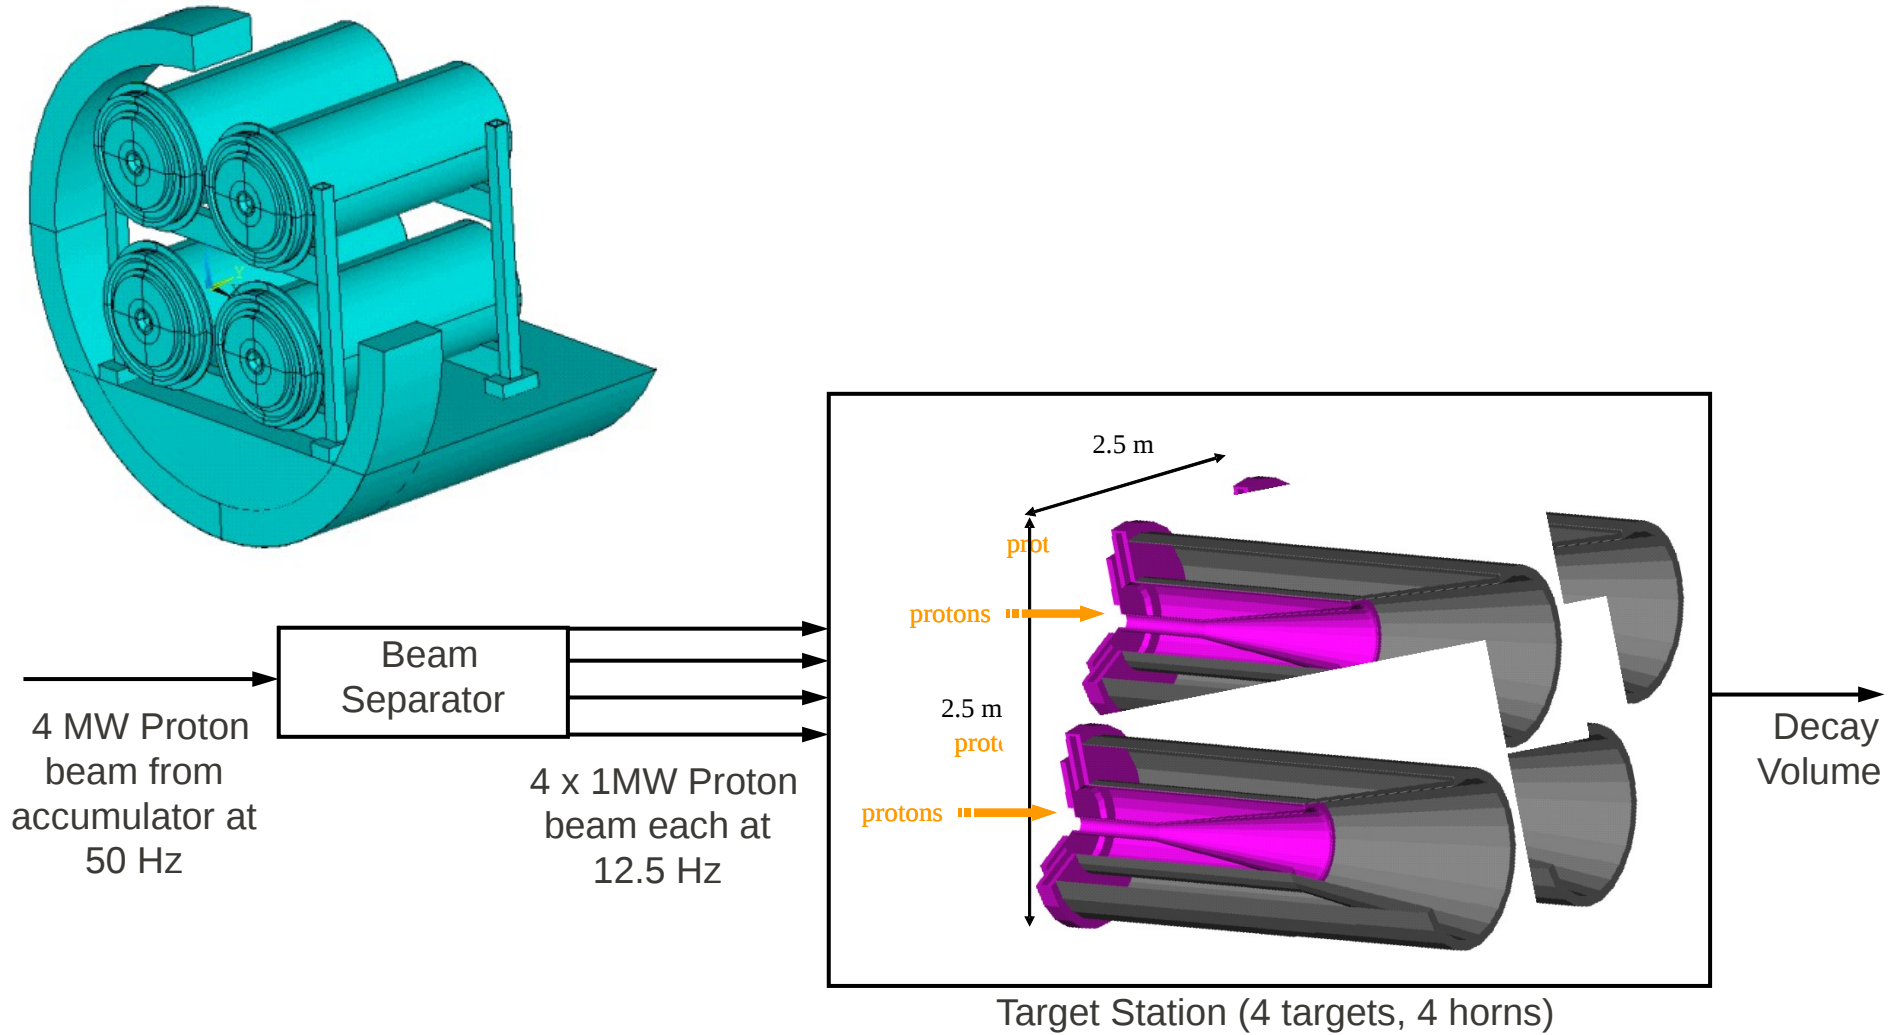 Y
2.5 m
prot
protons
Beam
Separator
4 MW Proton
beam from
accumulator at
50 Hz
4 x 1MW Proton
beam each at
12.5 Hz
2.5 m
prot
protons
Decay
Volume
Target Station (4 targets, 4 horns)